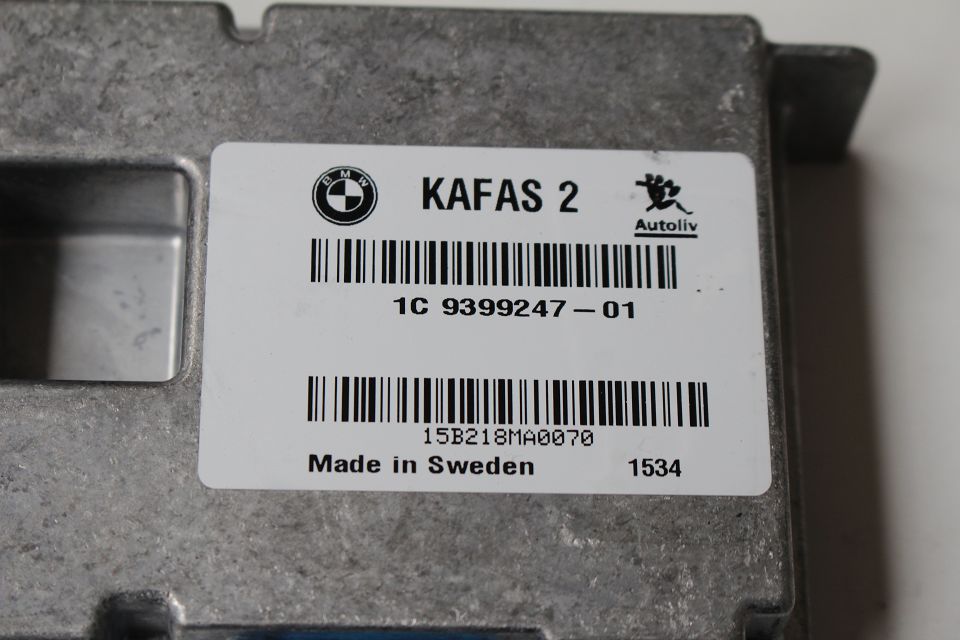 BMW KAFAS 2
Autoliv
1C 9399247-01
15B218MA0070
Made in Sweden 1534